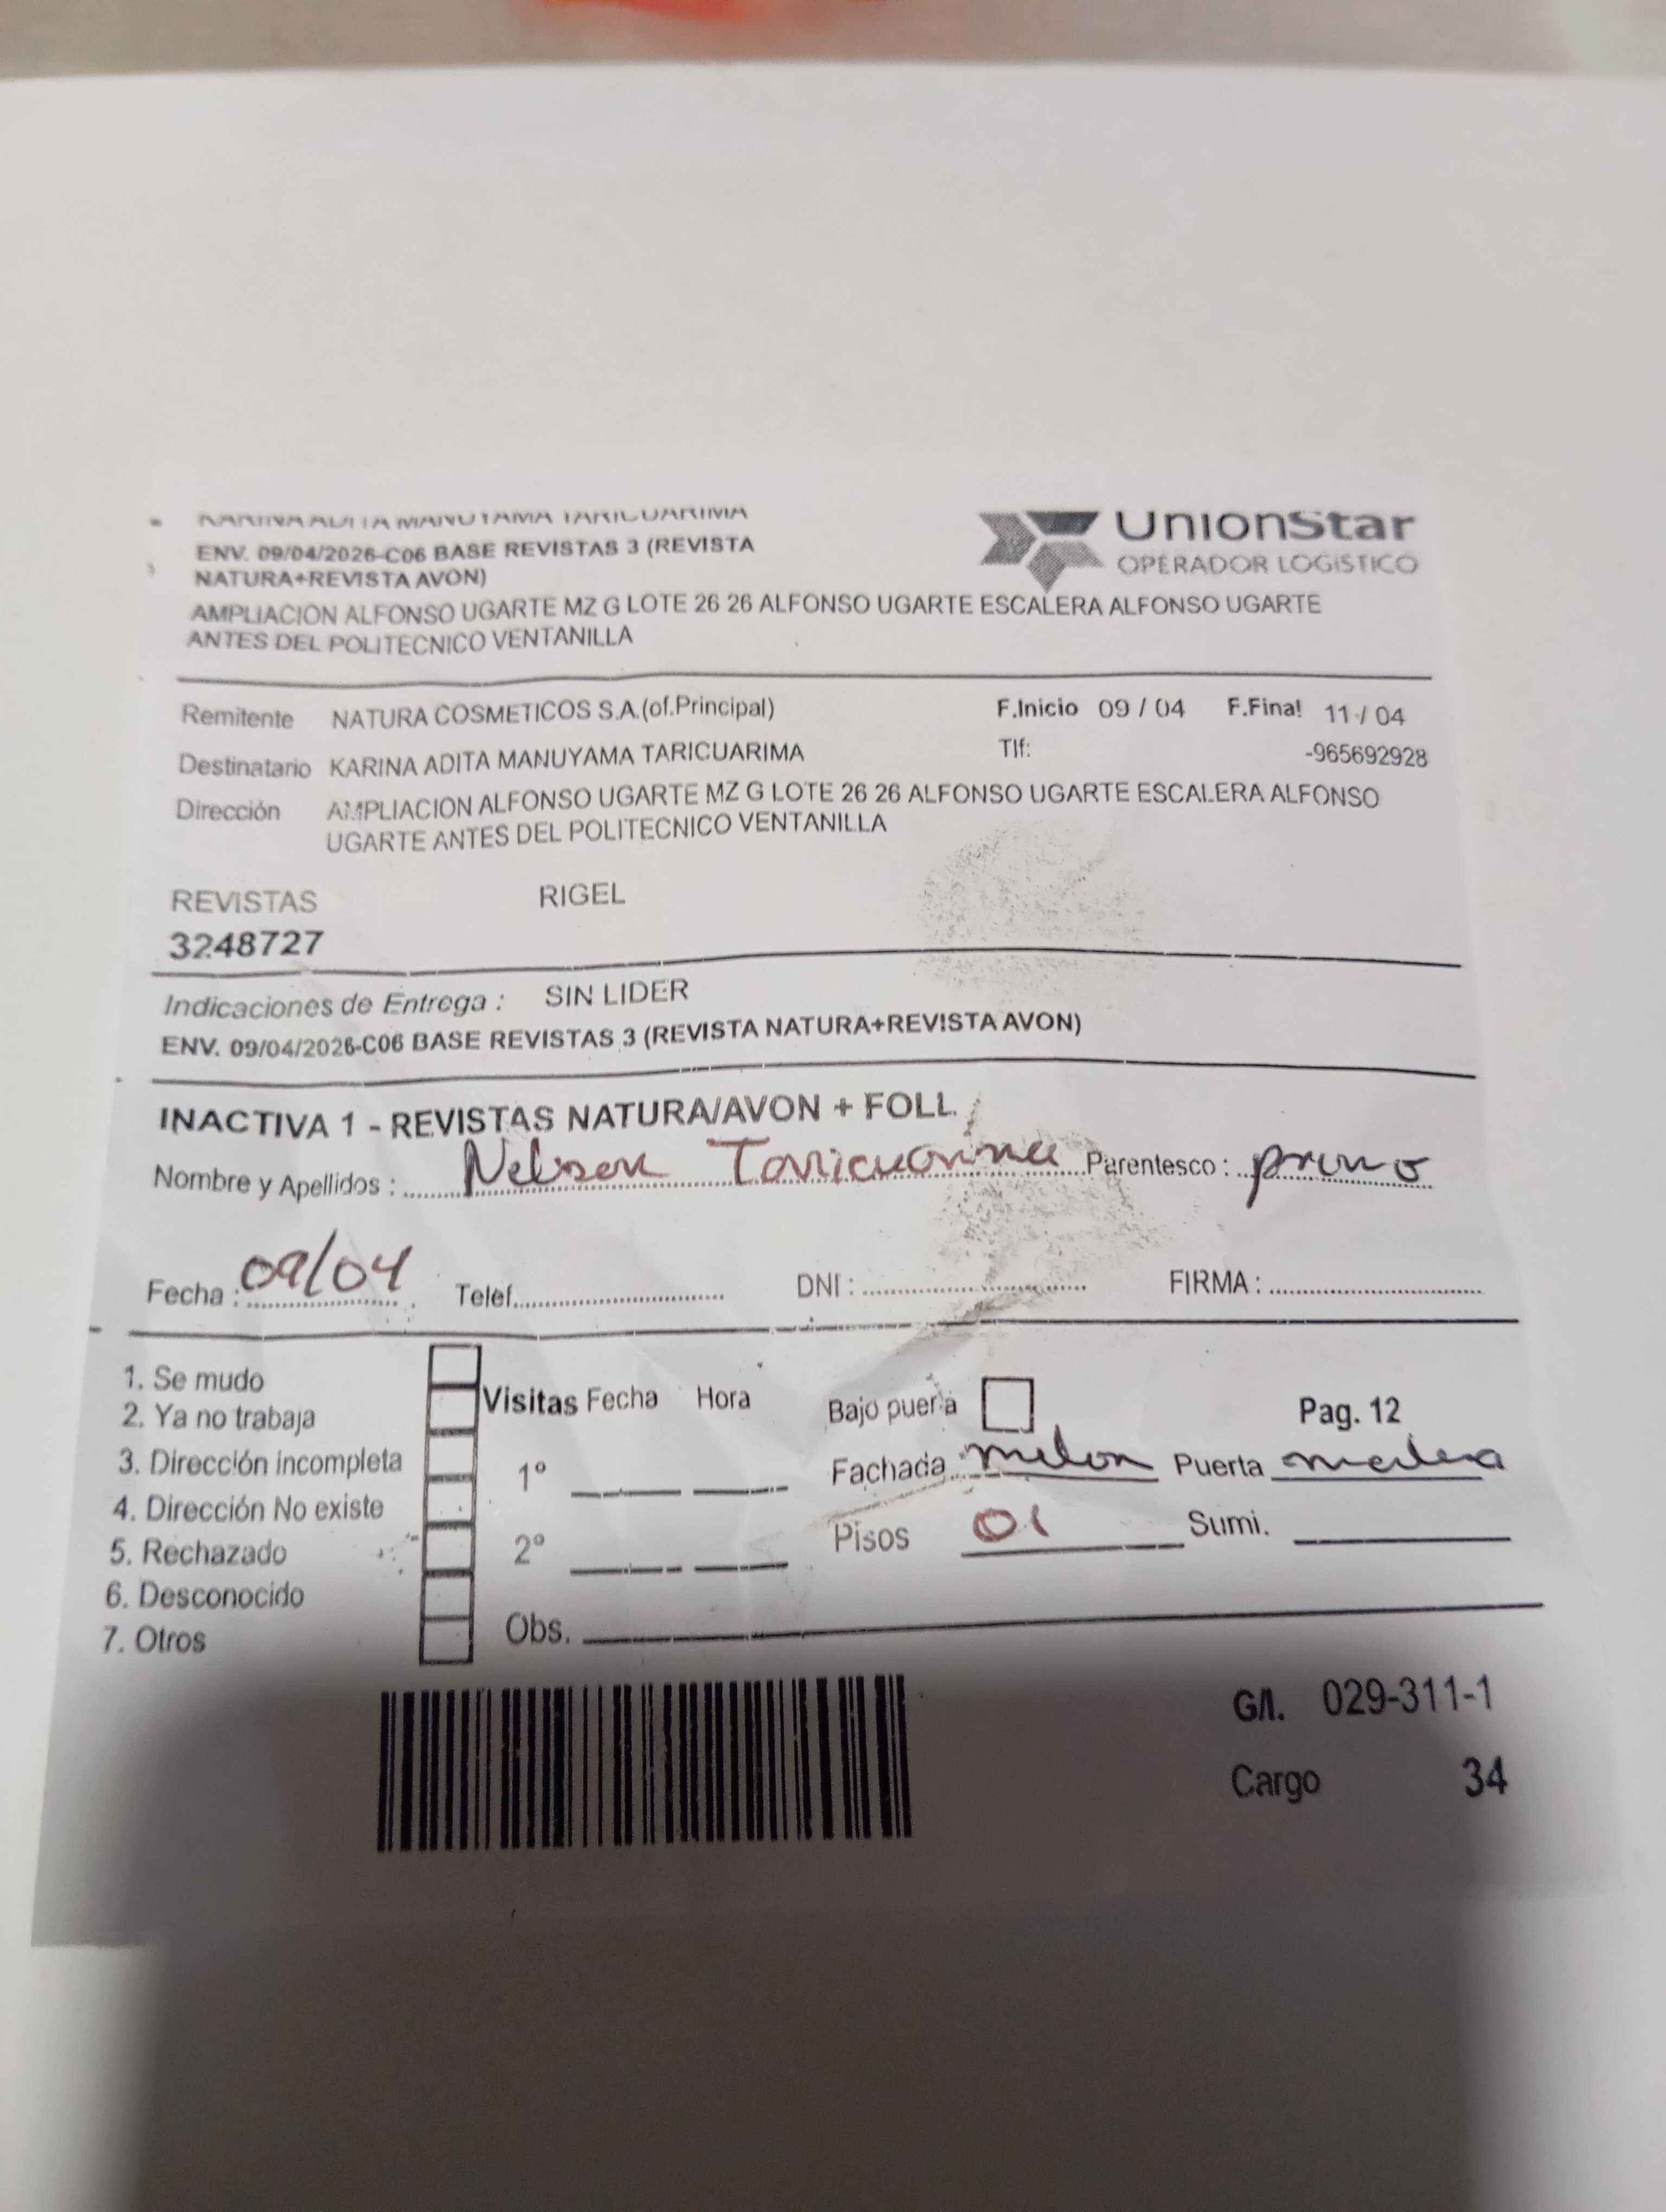 KARINA ADITA MANUYAMA TARICUARIMA
ENV. 09/04/2026-C06 BASE REVISTAS 3 (REVISTA
NATURA+REVISTA AVON)
UnionStar
OPERADOR LOGISTICO
AMPLIACION ALFONSO UGARTE MZ G LOTE 26 26 ALFONSO UGARTE ESCALERA ALFONSO UGARTE
ANTES DEL POLITECNICO VENTANILLA
Remitente NATURA COSMETICOS S.A.(of.Principal) F.Inicio 09 / 04 F.Final 11 / 04
Destinatario KARINA ADITA MANUYAMA TARICUARIMA Tlf: -965692928
Dirección AMPLIACION ALFONSO UGARTE MZ G LOTE 26 26 ALFONSO UGARTE ESCALERA ALFONSO
UGARTE ANTES DEL POLITECNICO VENTANILLA
REVISTAS RIGEL
3248727
Indicaciones de Entrega : SIN LIDER
ENV. 09/04/2026-C06 BASE REVISTAS 3 (REVISTA NATURA+REVISTA AVON)
INACTIVA 1 - REVISTAS NATURA/AVON + FOLL.
Nombre y Apellidos : Nelson Taricuarima Parentesco : primo
Fecha : 09/04 Telef. DNI : FIRMA :
1. Se mudo
2. Ya no trabaja
3. Dirección incompleta
4. Dirección No existe
5. Rechazado
6. Desconocido
7. Otros
Visitas Fecha Hora
1º
2º
Obs.
Bajo puerta Pag. 12
Fachada melon Puerta madera
Pisos 01 Sumi.
G/I. 029-311-1
Cargo 34